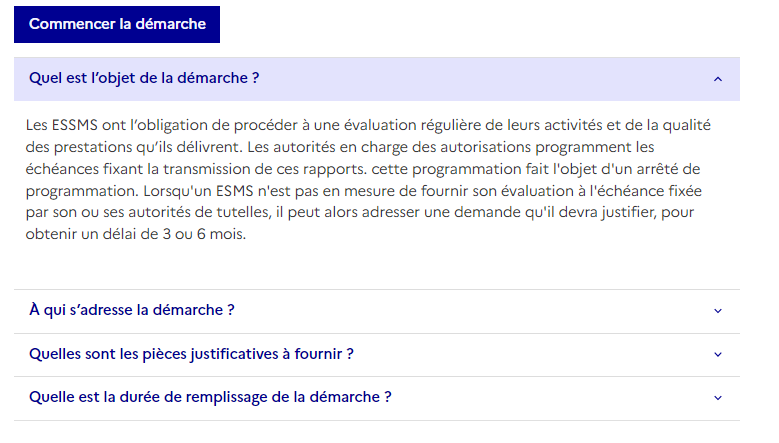 Commencer la démarche
Quel est l’objet de la démarche ?
Les ESSMS ont l’obligation de procéder à une évaluation régulière de leurs activités et de la qualité
des prestations qu’ils délivrent. Les autorités en charge des autorisations programment les
échéances fixant la transmission de ces rapports. cette programmation fait l'objet d'un arrêté de
programmation. Lorsqu'un ESMS n'est pas en mesure de fournir son évaluation à l'échéance fixée
par son ou ses autorités de tutelles, il peut alors adresser une demande qu'il devra justifier, pour
obtenir un délai de 3 ou 6 mois.
À qui s’adresse la démarche ?
Quelles sont les pièces justificatives à fournir ?
Quelle est la durée de remplissage de la démarche ?